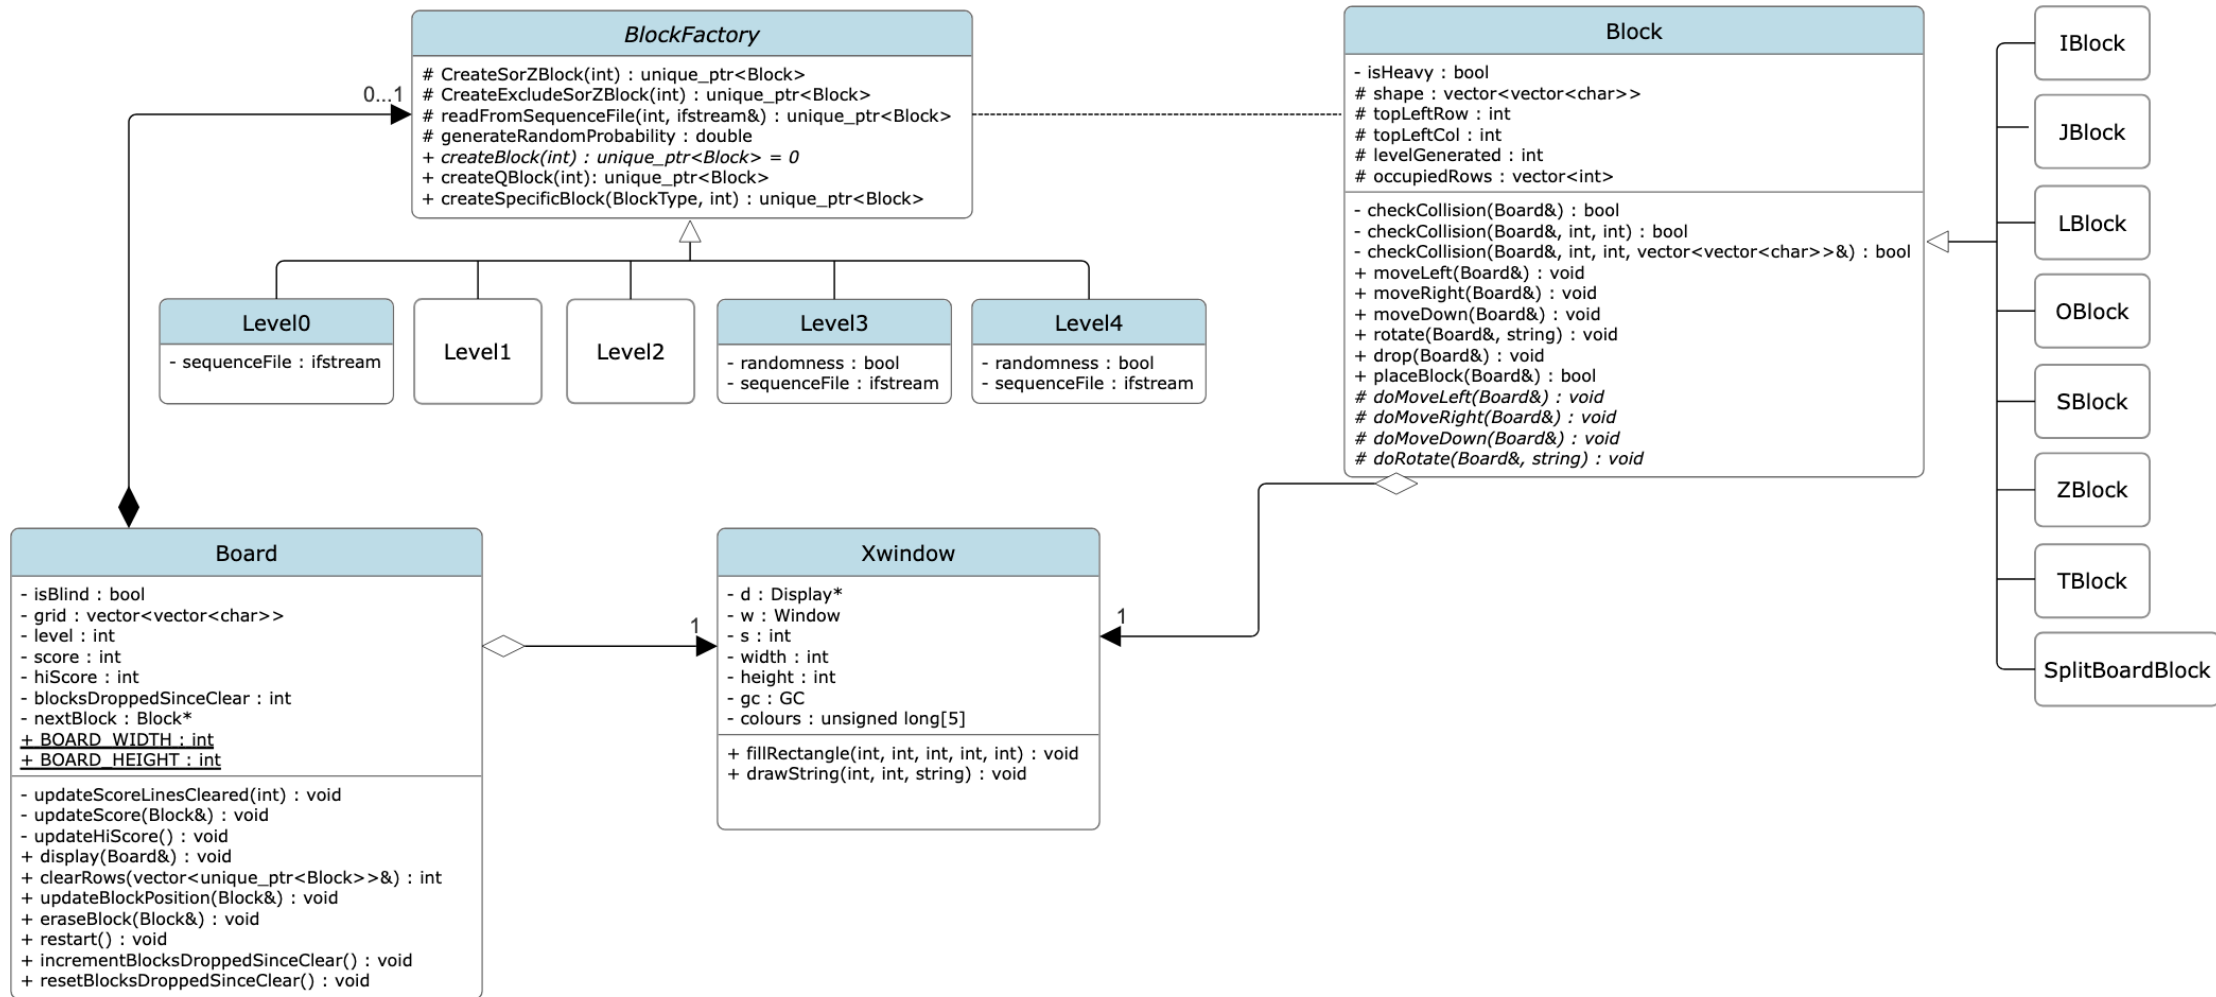 BlockFactory
# CreateSorZBlock(int) : unique_ptr<Block>
# CreateExcludeSorZBlock(int) : unique_ptr<Block>
# readFromSequenceFile(int, ifstream&) : unique_ptr<Block>
# generateRandomProbability : double
+ createBlock(int) : unique_ptr<Block> = 0
+ createQBlock(int): unique_ptr<Block>
+ createSpecificBlock(BlockType, int) : unique_ptr<Block>
0...1
Level0
- sequenceFile : ifstream
Level1
Level2
Level3
- randomness : bool
- sequenceFile : ifstream
Level4
- randomness : bool
- sequenceFile : ifstream
Block
- isHeavy : bool
# shape : vector<vector<char>>
# topLeftRow : int
# topLeftCol : int
# levelGenerated : int
# occupiedRows : vector<int>
- checkCollision(Board&) : bool
- checkCollision(Board&, int, int) : bool
- checkCollision(Board&, int, int, vector<vector<char>>&) : bool
+ moveLeft(Board&) : void
+ moveRight(Board&) : void
+ moveDown(Board&) : void
+ rotate(Board&, string) : void
+ drop(Board&) : void
+ placeBlock(Board&) : bool
# doMoveLeft(Board&) : void
# doMoveRight(Board&) : void
# doMoveDown(Board&) : void
# doRotate(Board&, string) : void
IBlock
JBlock
LBlock
OBlock
SBlock
ZBlock
TBlock
SplitBoardBlock
Board
- isBlind : bool
- grid : vector<vector<char>>
- level : int
- score : int
- hiScore : int
- blocksDroppedSinceClear : int
- nextBlock : Block*
+ BOARD_WIDTH : int
+ BOARD_HEIGHT : int
- updateScoreLinesCleared(int) : void
- updateScore(Block&) : void
- updateHiScore() : void
+ display(Board&) : void
+ clearRows(vector<unique_ptr<Block>>&) : int
+ updateBlockPosition(Block&) : void
+ eraseBlock(Block&) : void
+ restart() : void
+ incrementBlocksDroppedSinceClear() : void
+ resetBlocksDroppedSinceClear() : void
1
Xwindow
- d : Display*
- w : Window
- s : int
- width : int
- height : int
- gc : GC
- colours : unsigned long[5]
+ fillRectangle(int, int, int, int, int) : void
+ drawString(int, int, string) : void
1